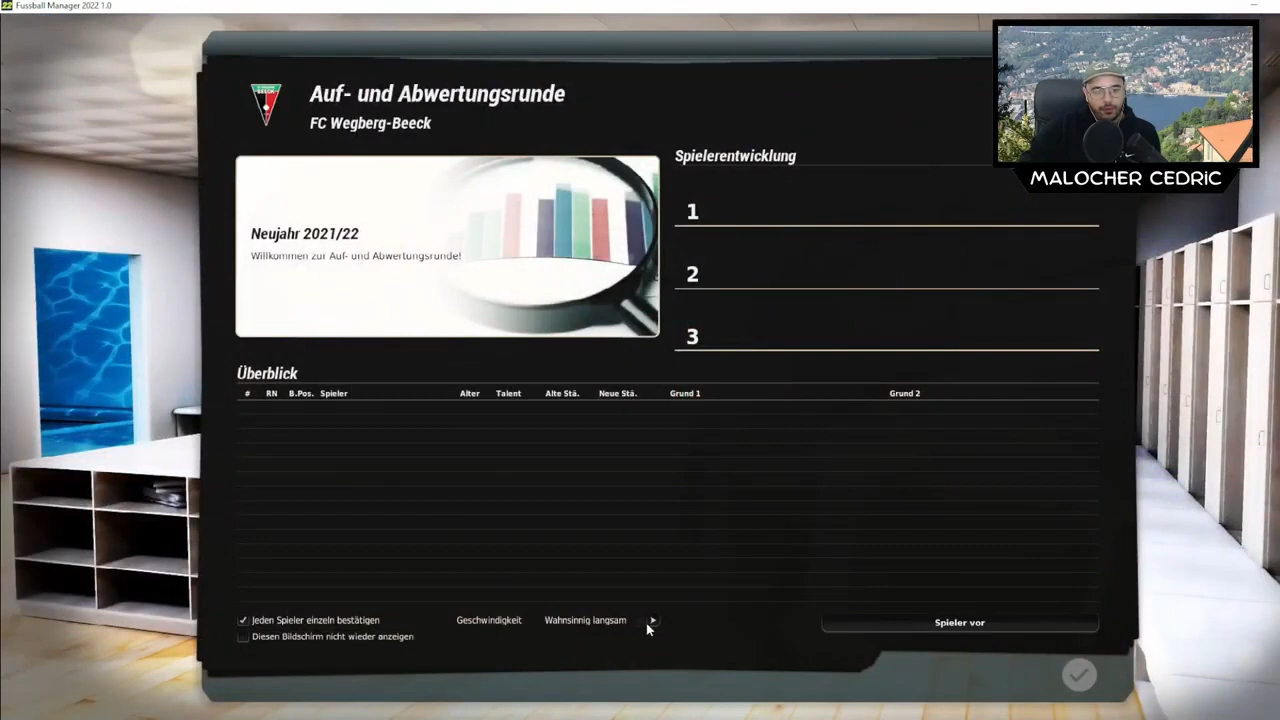 22 Fussball Manager 2022 1.0
BEECK
Auf- und Abwertungsrunde
FC Wegberg-Beeck
MALOCHER CEDRIC
Neujahr 2021/22
Willkommen zur Auf- und Abwertungsrunde!
Spielerentwicklung
1
2
3
Überblick
# RN B.Pos. Spieler Alter Talent Alte Stä. Neue Stä. Grund 1 Grund 2
Jeden Spieler einzeln bestätigen Geschwindigkeit Wahnsinnig langsam Spieler vor
Diesen Bildschirm nicht wieder anzeigen